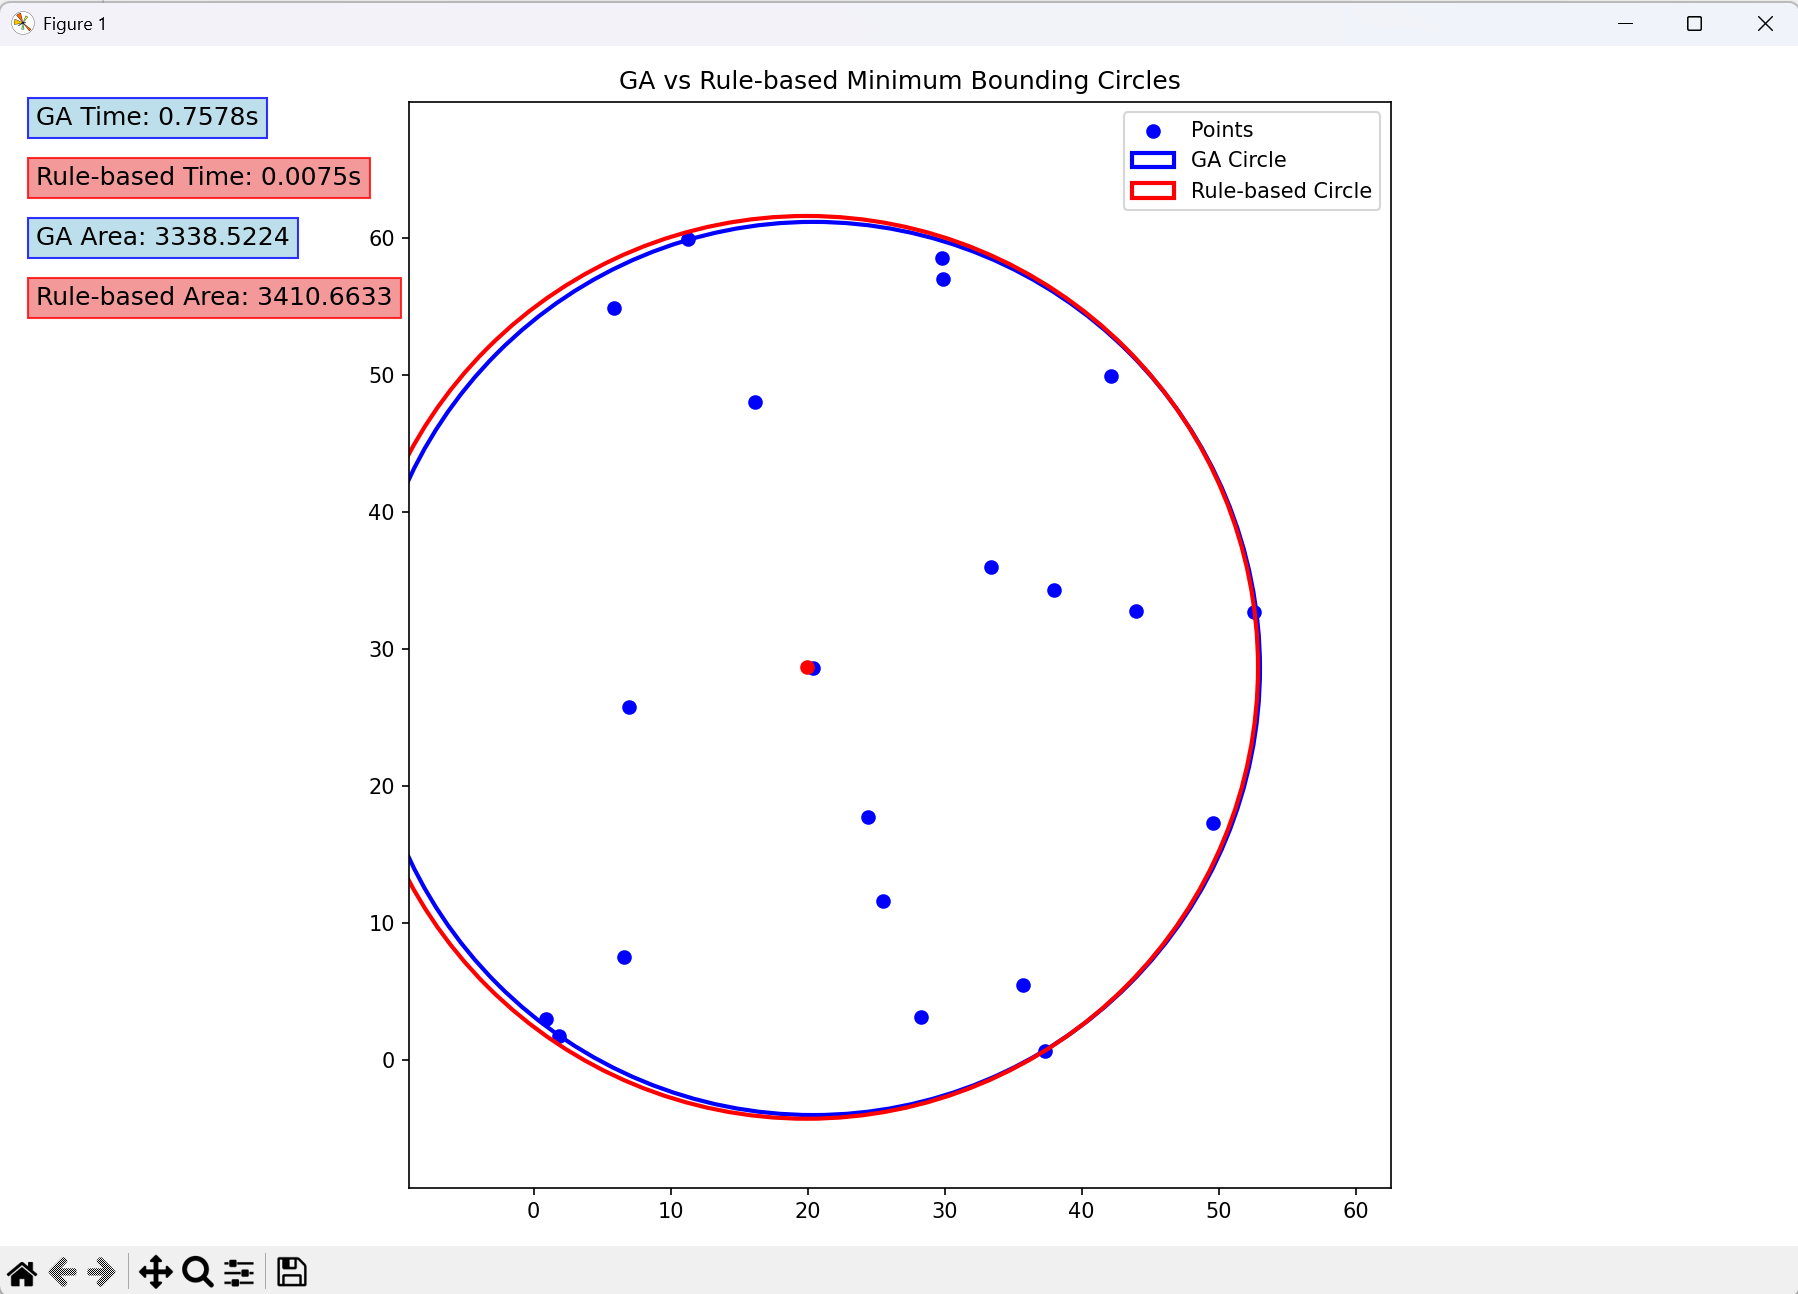 Figure 1
GA vs Rule-based Minimum Bounding Circles
GA Time: 0.7578s
Rule-based Time: 0.0075s
GA Area: 3338.5224
Rule-based Area: 3410.6633
Points
GA Circle
Rule-based Circle
60
50
40
30
20
10
0
0 10 20 30 40 50 60